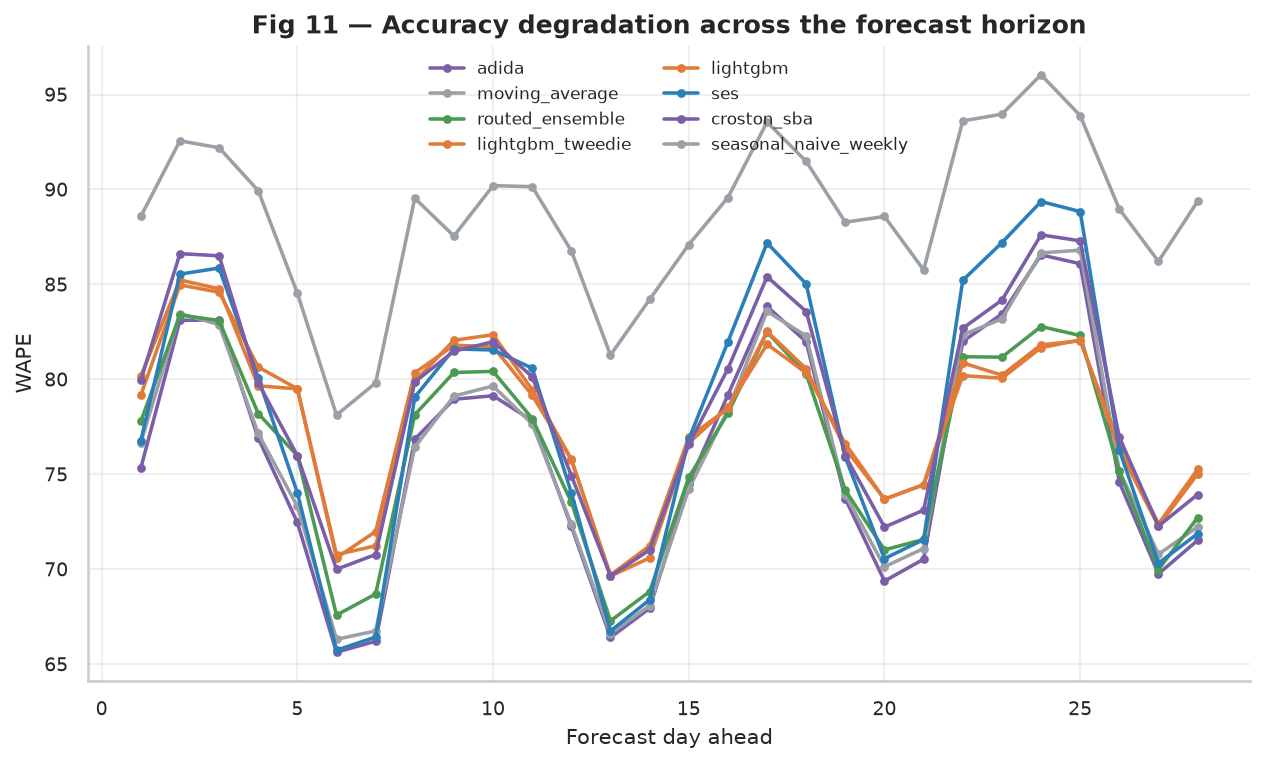 Fig 11 — Accuracy degradation across the forecast horizon
adida
moving_average
routed_ensemble
lightgbm_tweedie
lightgbm
ses
croston_sba
seasonal_naive_weekly
WAPE
95
90
85
80
75
70
65
0 5 10 15 20 25
Forecast day ahead